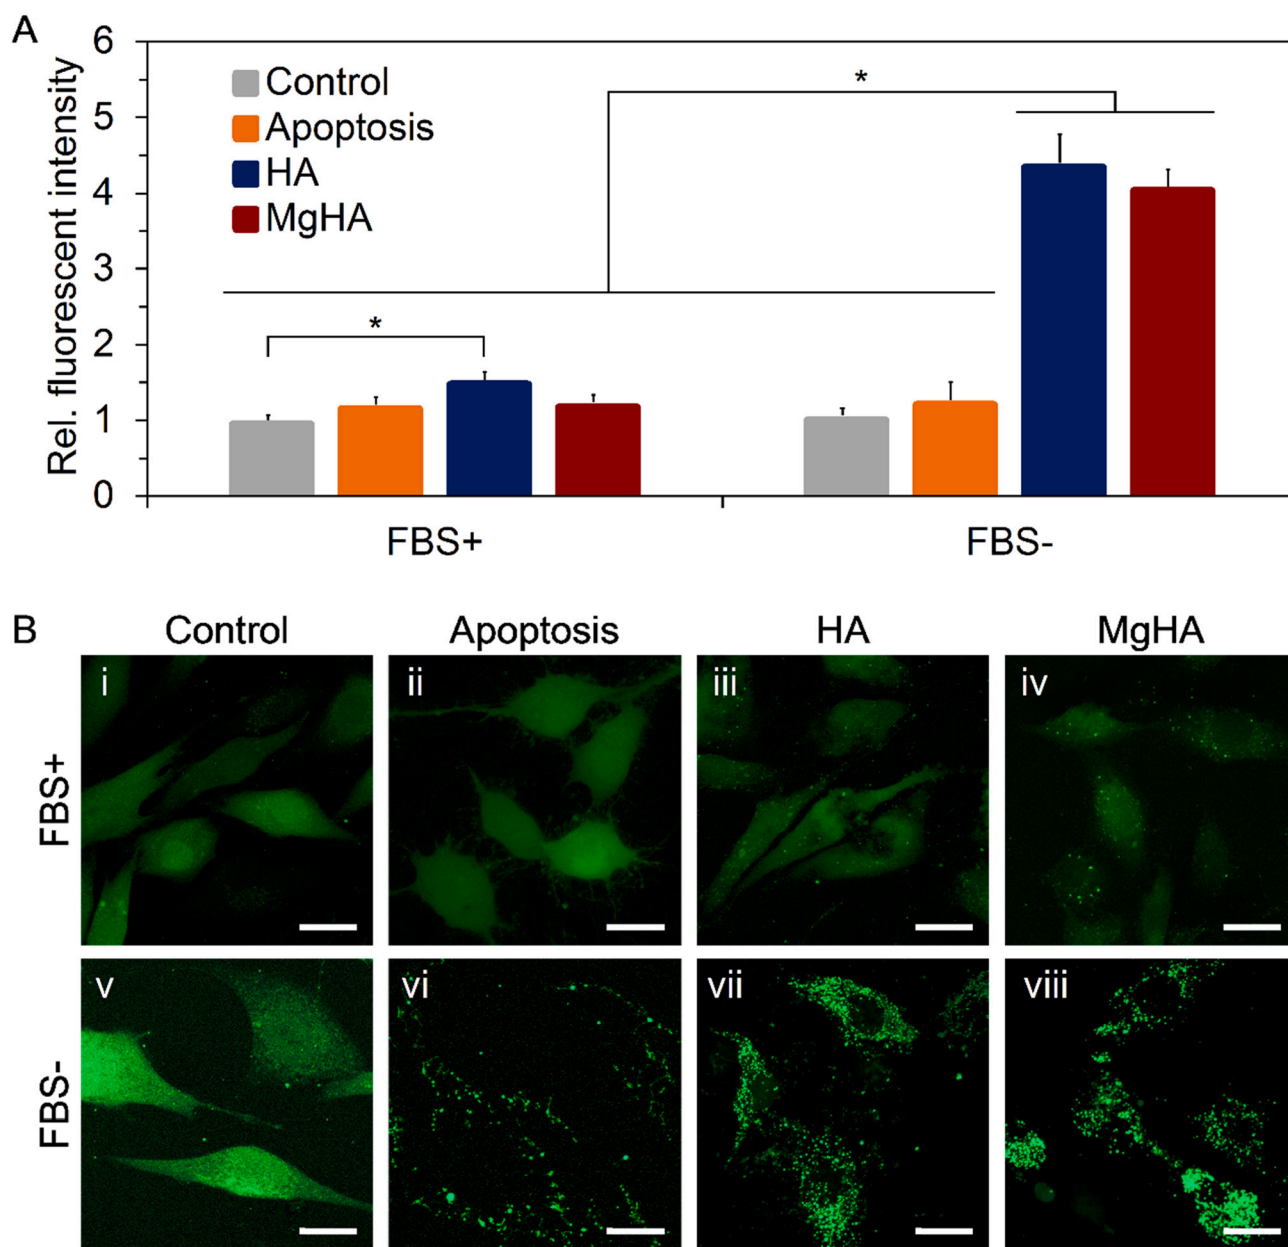 A
Rel. fluorescent intensity
6
5
4
3
2
1
0
Control
Apoptosis
HA
MgHA
*
*
FBS+
FBS-
B
Control
Apoptosis
HA
MgHA
FBS+
i
ii
iii
iv
FBS-
v
vi
vii
viii